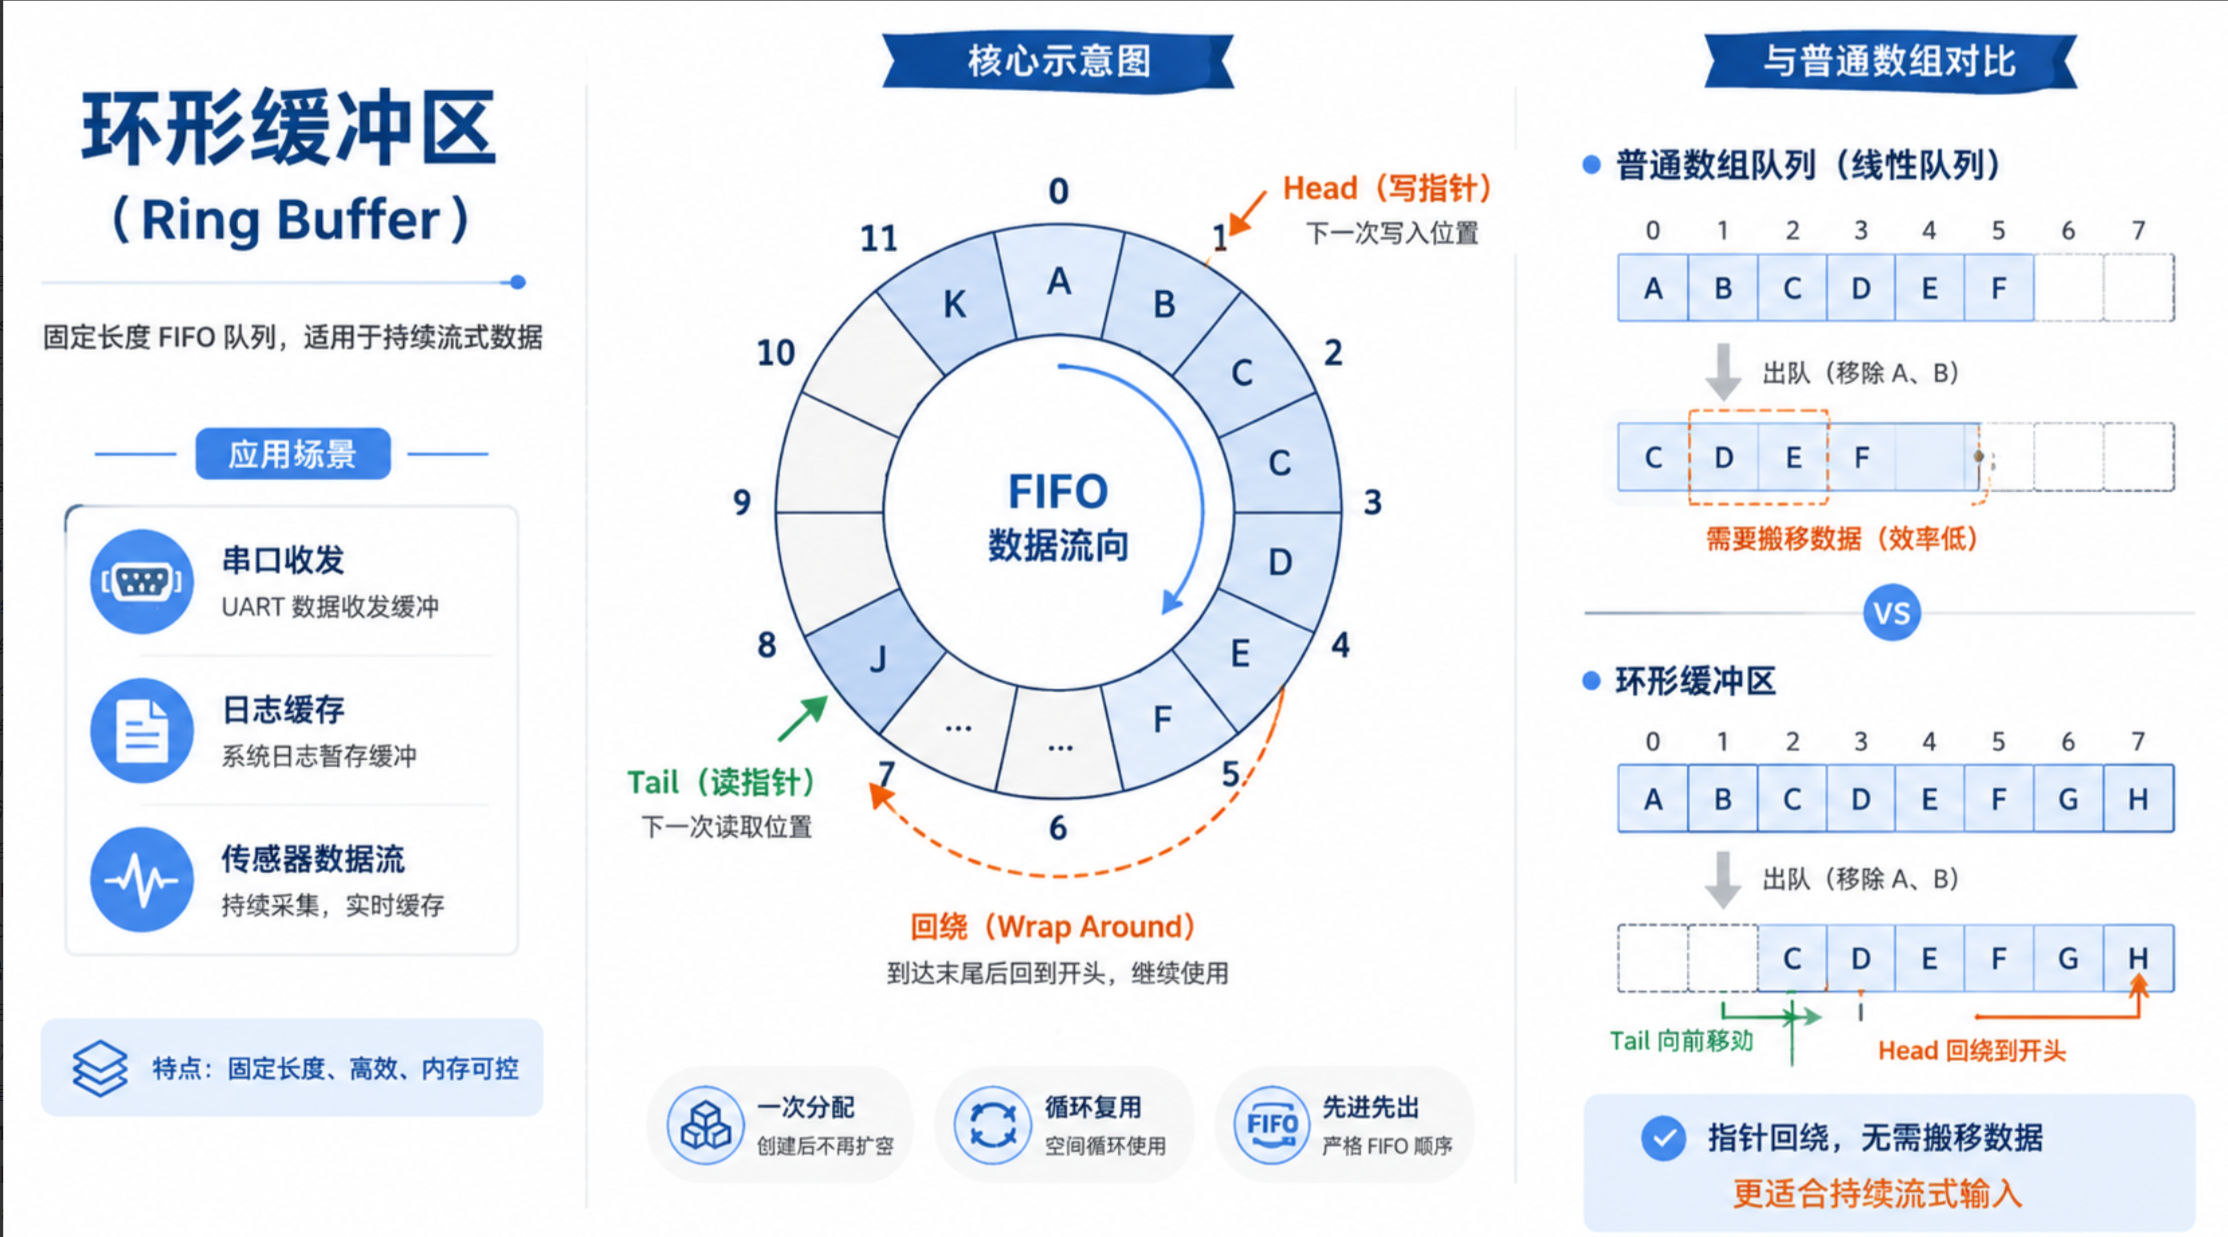 环形缓冲区
（Ring Buffer）
固定长度 FIFO 队列，适用于持续流式数据
应用场景
串口收发
UART 数据收发缓冲
日志缓存
系统日志暂存缓冲
传感器数据流
持续采集，实时缓存
特点：固定长度、高效、内存可控
核心示意图
Head（写指针）
下一次写入位置
0
1
2
3
4
5
6
7
8
9
10
11
A
B
C
C
D
E
F
...
...
J
K
FIFO
数据流向
Tail（读指针）
下一次读取位置
回绕（Wrap Around）
到达末尾后回到开头，继续使用
一次分配
创建后不再扩容
循环复用
空间循环使用
FIFO
先进先出
严格 FIFO 顺序
与普通数组对比
普通数组队列（线性队列）
0 1 2 3 4 5 6 7
A B C D E F
出队（移除 A、B）
C D E F
需要搬移数据（效率低）
VS
环形缓冲区
0 1 2 3 4 5 6 7
A B C D E F G H
出队（移除 A、B）
C D E F G H
Tail 向前移动
Head 回绕到开头
指针回绕，无需搬移数据
更适合持续流式输入